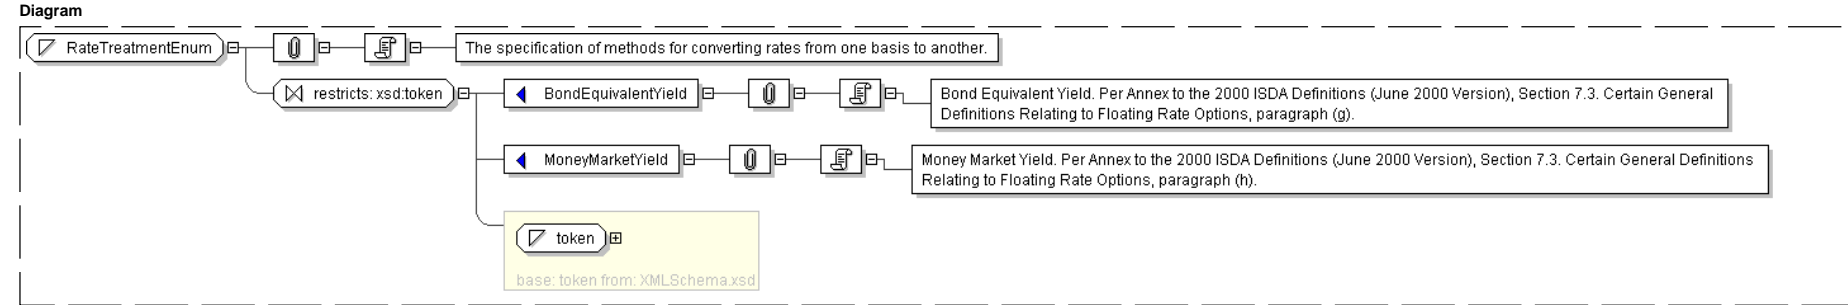 Diagram
RateTreatmentEnum
The specification of methods for converting rates from one basis to another.
restricts: xsd:token
BondEquivalentYield
Bond Equivalent Yield. Per Annex to the 2000 ISDA Definitions (June 2000 Version), Section 7.3. Certain General
Definitions Relating to Floating Rate Options, paragraph (g).
MoneyMarketYield
Money Market Yield. Per Annex to the 2000 ISDA Definitions (June 2000 Version), Section 7.3. Certain General Definitions
Relating to Floating Rate Options, paragraph (h).
token
base: token from: XMLSchema.xsd